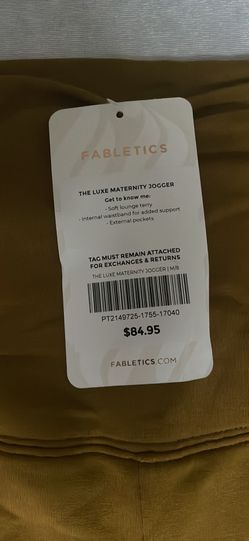 FABLETICS
THE LUXE MATERNITY JOGGER
Get to know me:
- Soft lounge terry
- Internal waistband for added support
- External pockets
TAG MUST REMAIN ATTACHED
FOR EXCHANGES & RETURNS
THE LUXE MATERNITY JOGGER | M/8
PT2149725-1755-17040
$84.95
FABLETICS.COM